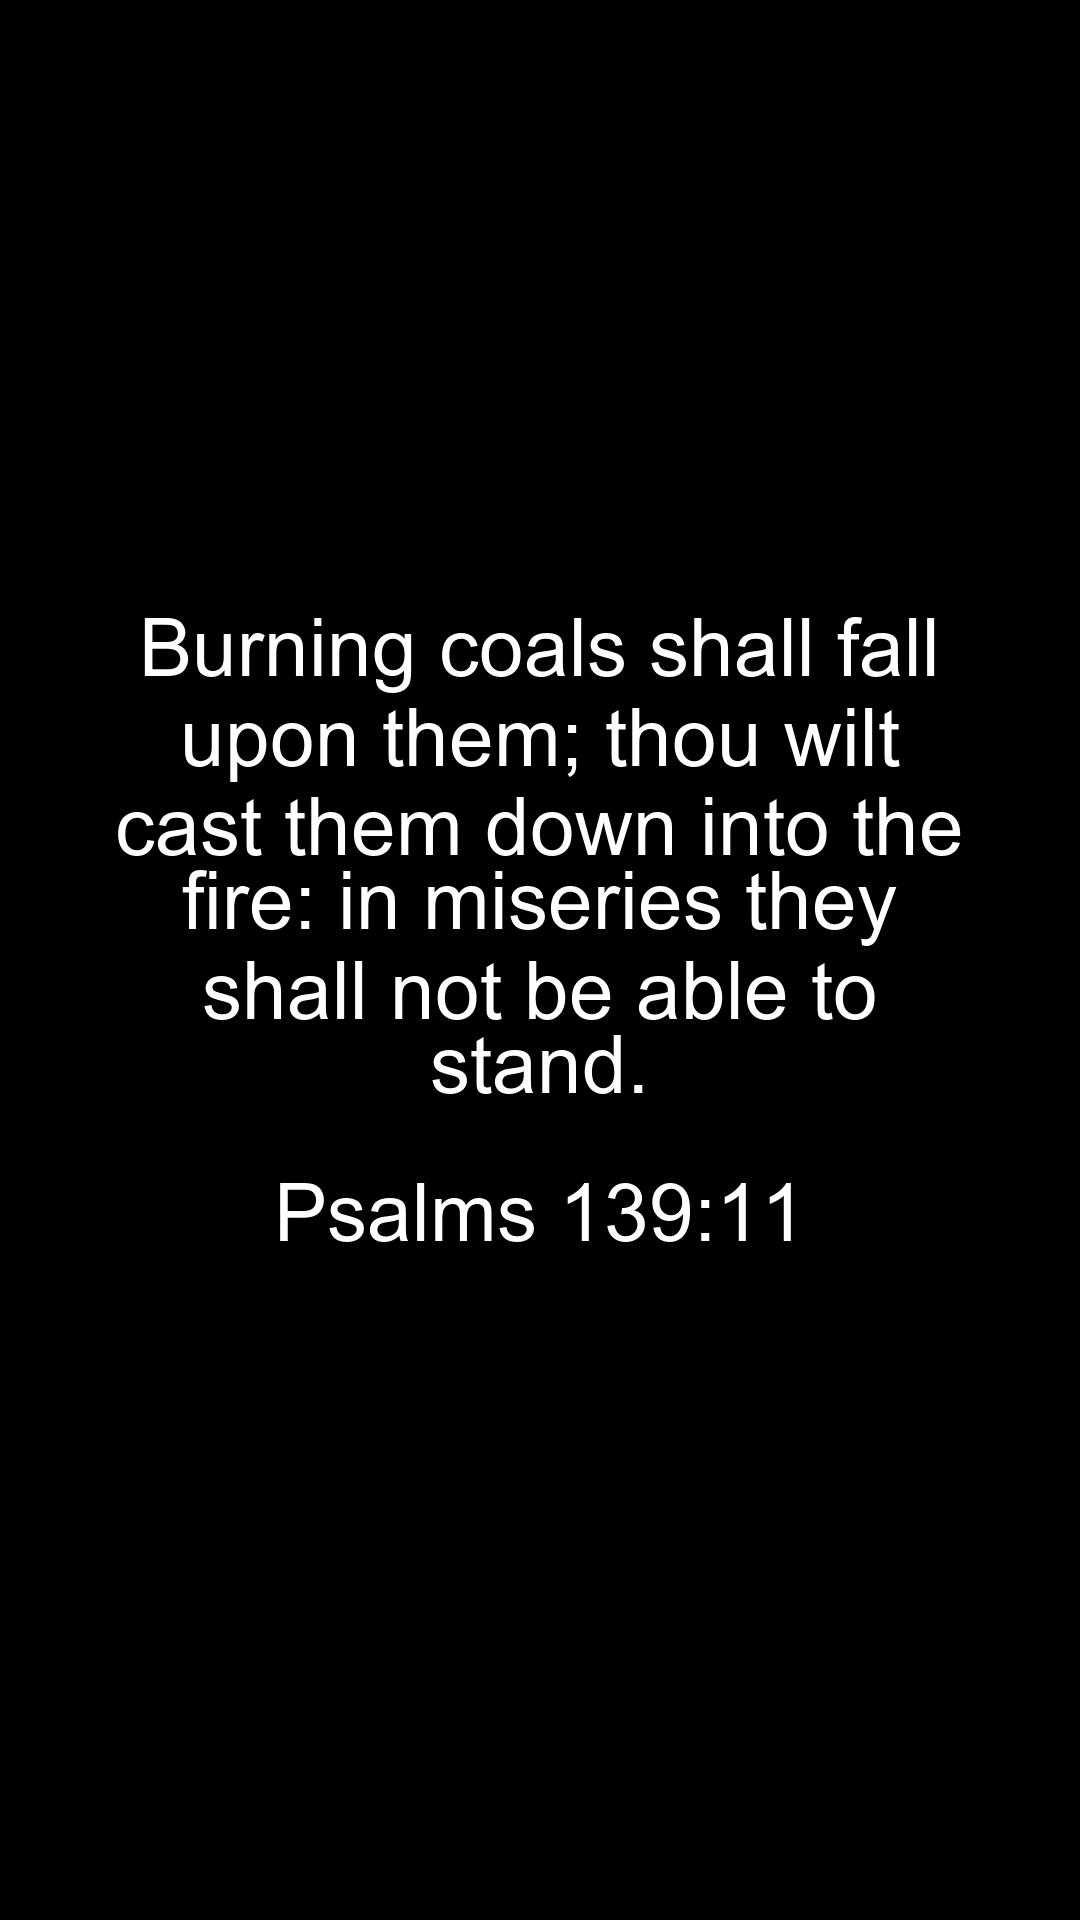 Burning coals shall fall
upon them; thou wilt
cast them down into the
fire: in miseries they
shall not be able to
stand.
Psalms 139:11